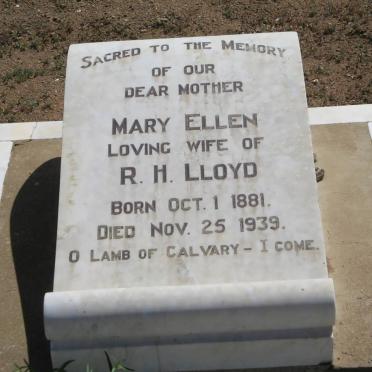 Sacred to the Memory
of our
dear mother
Mary Ellen
loving wife of
R. H. Lloyd
Born Oct. 1 1881.
Died Nov. 25 1939.
O Lamb of Calvary - I come.